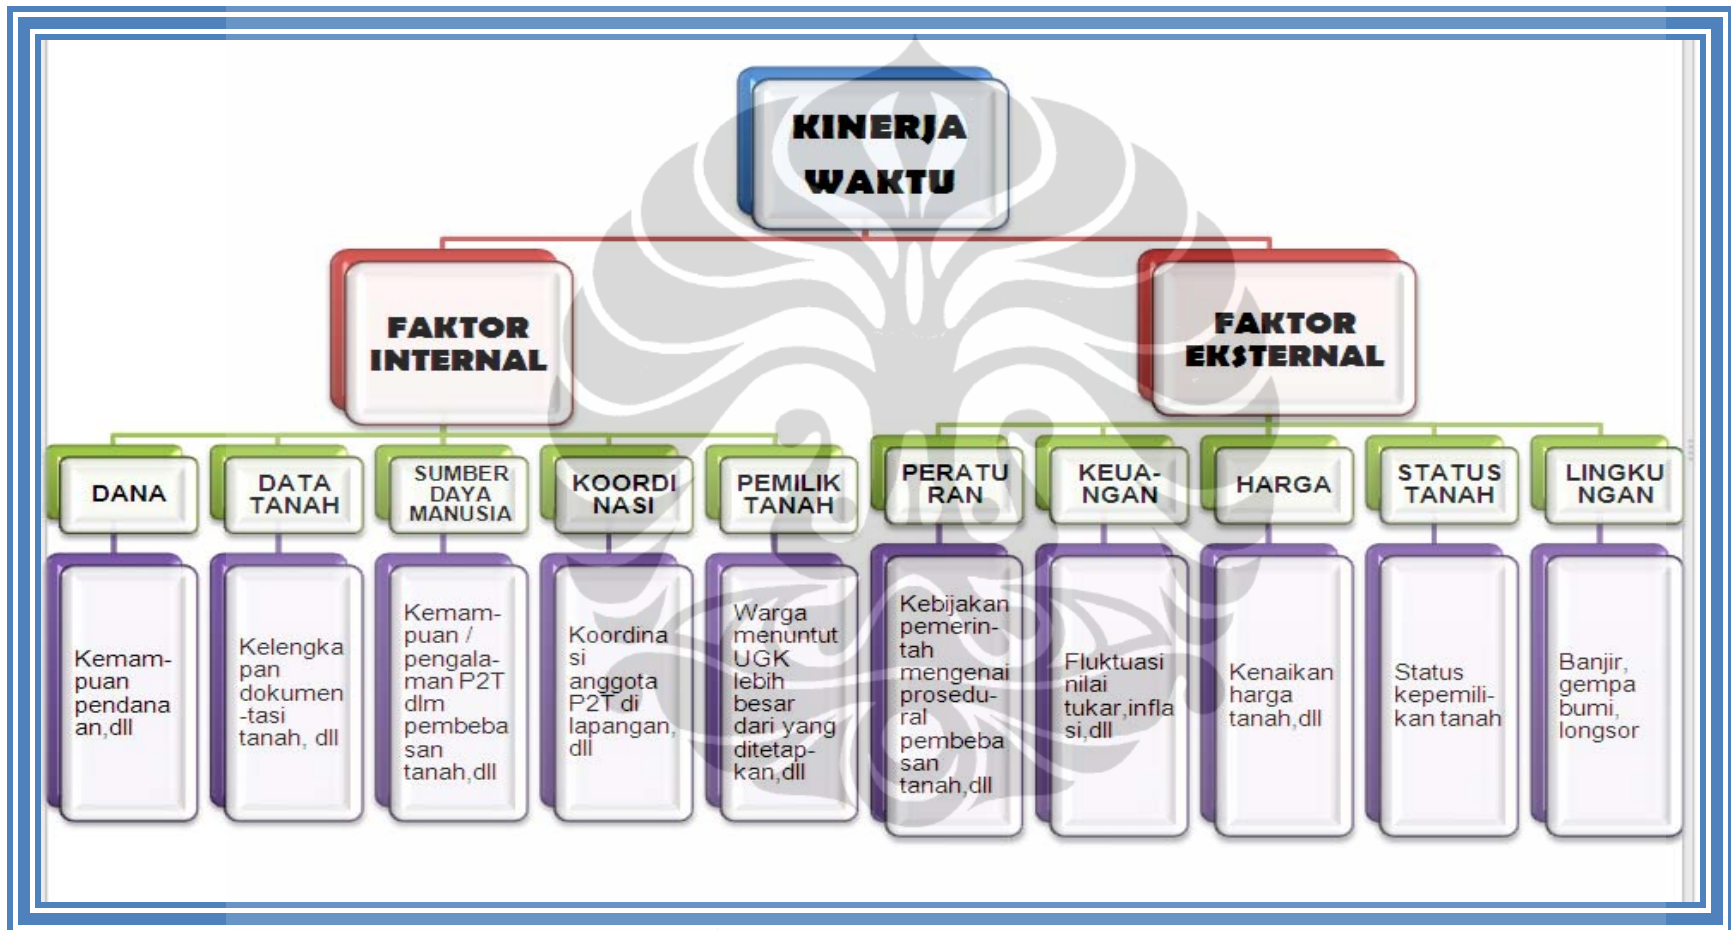 KINERJA
WAKTU
FAKTOR
INTERNAL
FAKTOR
EKSTERNAL
DANA
DATA
TANAH
SUMBER
DAYA
MANUSIA
KOORDI
NASI
PEMILIK
TANAH
PERATU
RAN
KEUA-
NGAN
HARGA
STATUS
TANAH
LINGKU
NGAN
Kemam-
puan
pendana
an,dll
Kelengka
pan
dokumen
-tasi
tanah, dll
Kemam-
puan /
pengala-
man P2T
dlm
pembeba
san
tanah,dll
Koordina
si
anggota
P2T di
lapangan,
dll
Warga
menuntut
UGK
lebih
besar
dari yang
ditetap-
kan,dll
Kebijakan
pemerin-
tah
mengenai
prosedu-
ral
pembeba
san
tanah,dll
Fluktuasi
nilai
tukar,infla
si,dll
Kenaikan
harga
tanah,dll
Status
kepemili-
kan tanah
Banjir,
gempa
bumi,
longsor